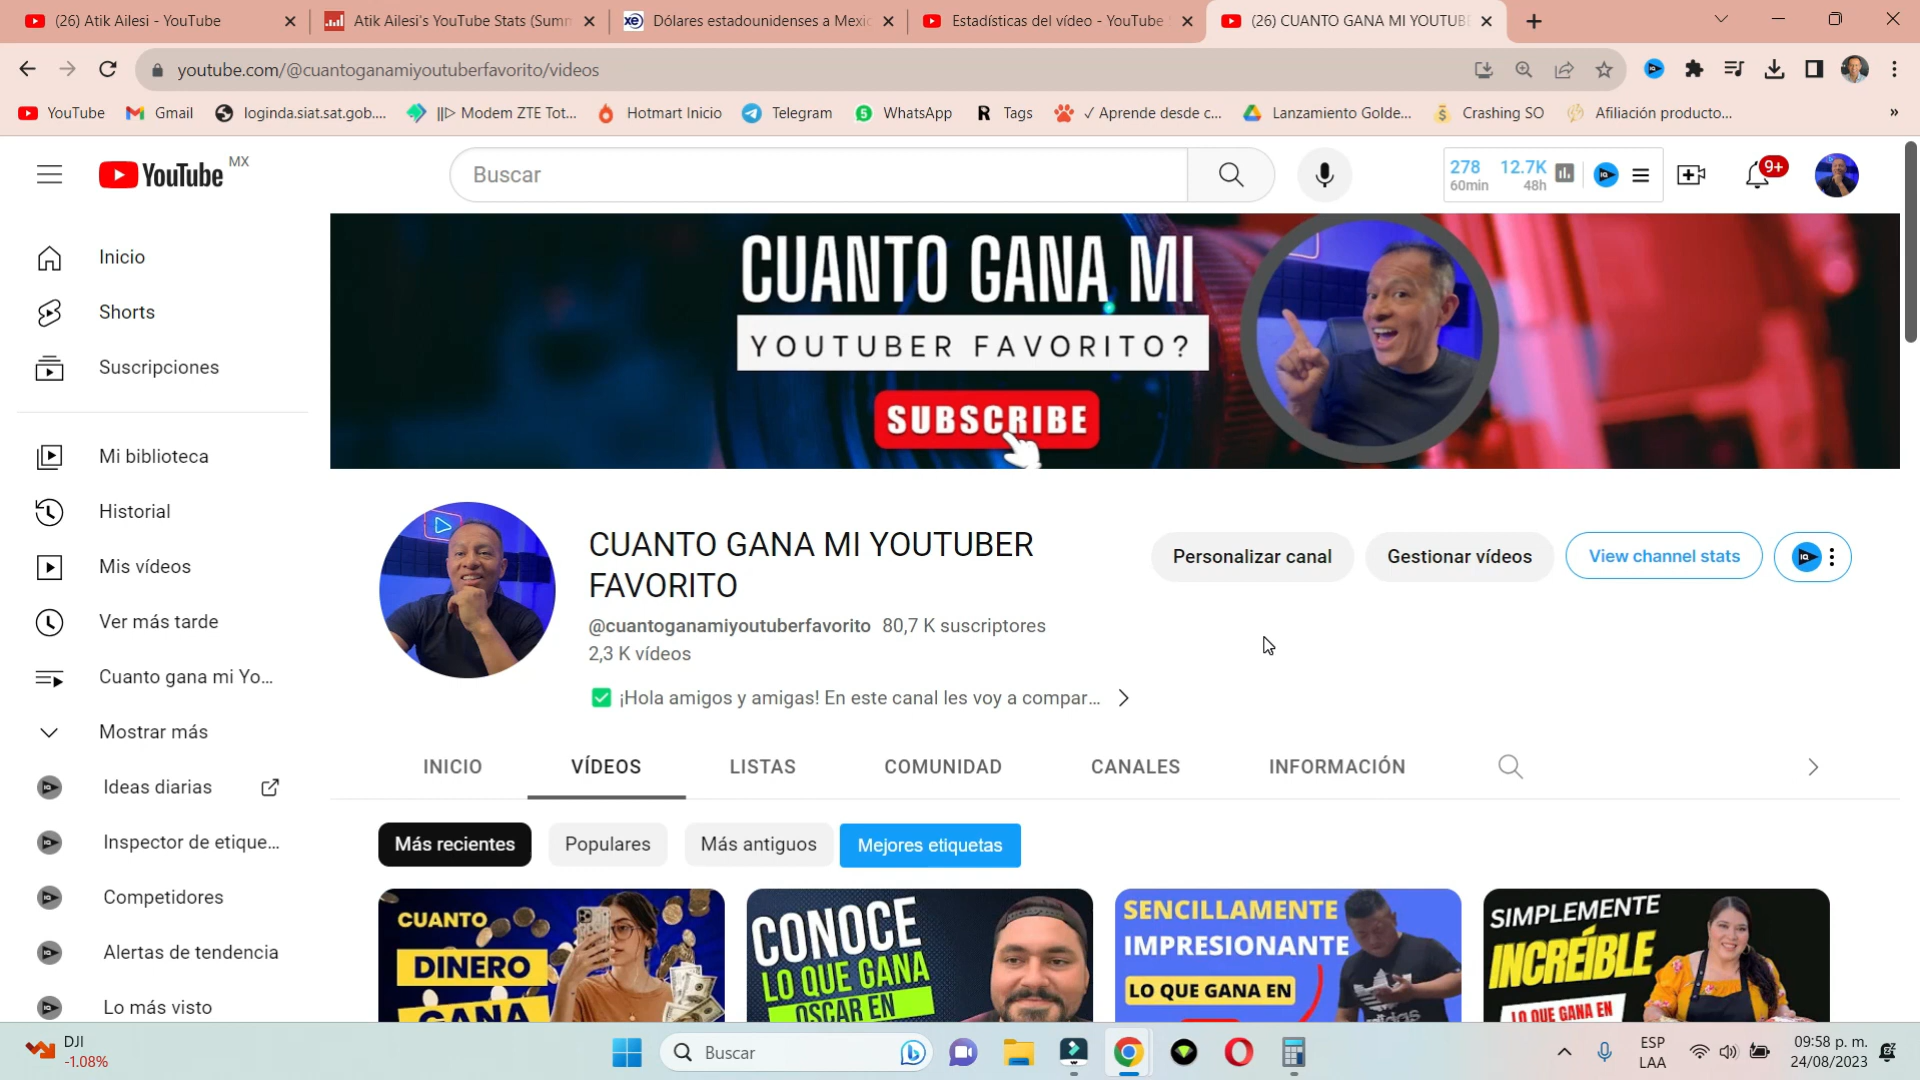 (26) Atik Ailesi - YouTube
Atik Ailesi's YouTube Stats (Summ
Dólares estadounidenses a Mexic
Estadísticas del vídeo - YouTube
(26) CUANTO GANA MI YOUTUBE
youtube.com/@cuantoganamiyoutuberfavorito/videos
YouTube
Gmail
loginda.siat.sat.gob....
||▷ Modem ZTE Tot...
Hotmart Inicio
Telegram
WhatsApp
Tags
✓ Aprende desde c...
Lanzamiento Golde...
Crashing SO
Afiliación producto...
»
YouTube MX
Buscar
278 12.7K
60min 48h
9+
Inicio
Shorts
Suscripciones
Mi biblioteca
Historial
Mis vídeos
Ver más tarde
Cuanto gana mi Yo...
Mostrar más
Ideas diarias
Inspector de etique...
Competidores
Alertas de tendencia
Lo más visto
CUANTO GANA MI
YOUTUBER FAVORITO?
SUBSCRIBE
CUANTO GANA MI YOUTUBER
FAVORITO
@cuantoganamiyoutuberfavorito 80,7 K suscriptores
2,3 K vídeos
✅ ¡Hola amigos y amigas! En este canal les voy a compar...
Personalizar canal
Gestionar vídeos
View channel stats
INICIO
VÍDEOS
LISTAS
COMUNIDAD
CANALES
INFORMACIÓN
Más recientes
Populares
Más antiguos
Mejores etiquetas
CUANTO
DINERO
GANA
CONOCE
LO QUE GANA
OSCAR EN
SENCILLAMENTE
IMPRESIONANTE
LO QUE GANA EN
adidas
SIMPLEMENTE
INCREÍBLE
LO QUE GANA EN
DJI
-1.08%
Buscar
ESP
LAA
09:58 p. m.
24/08/2023